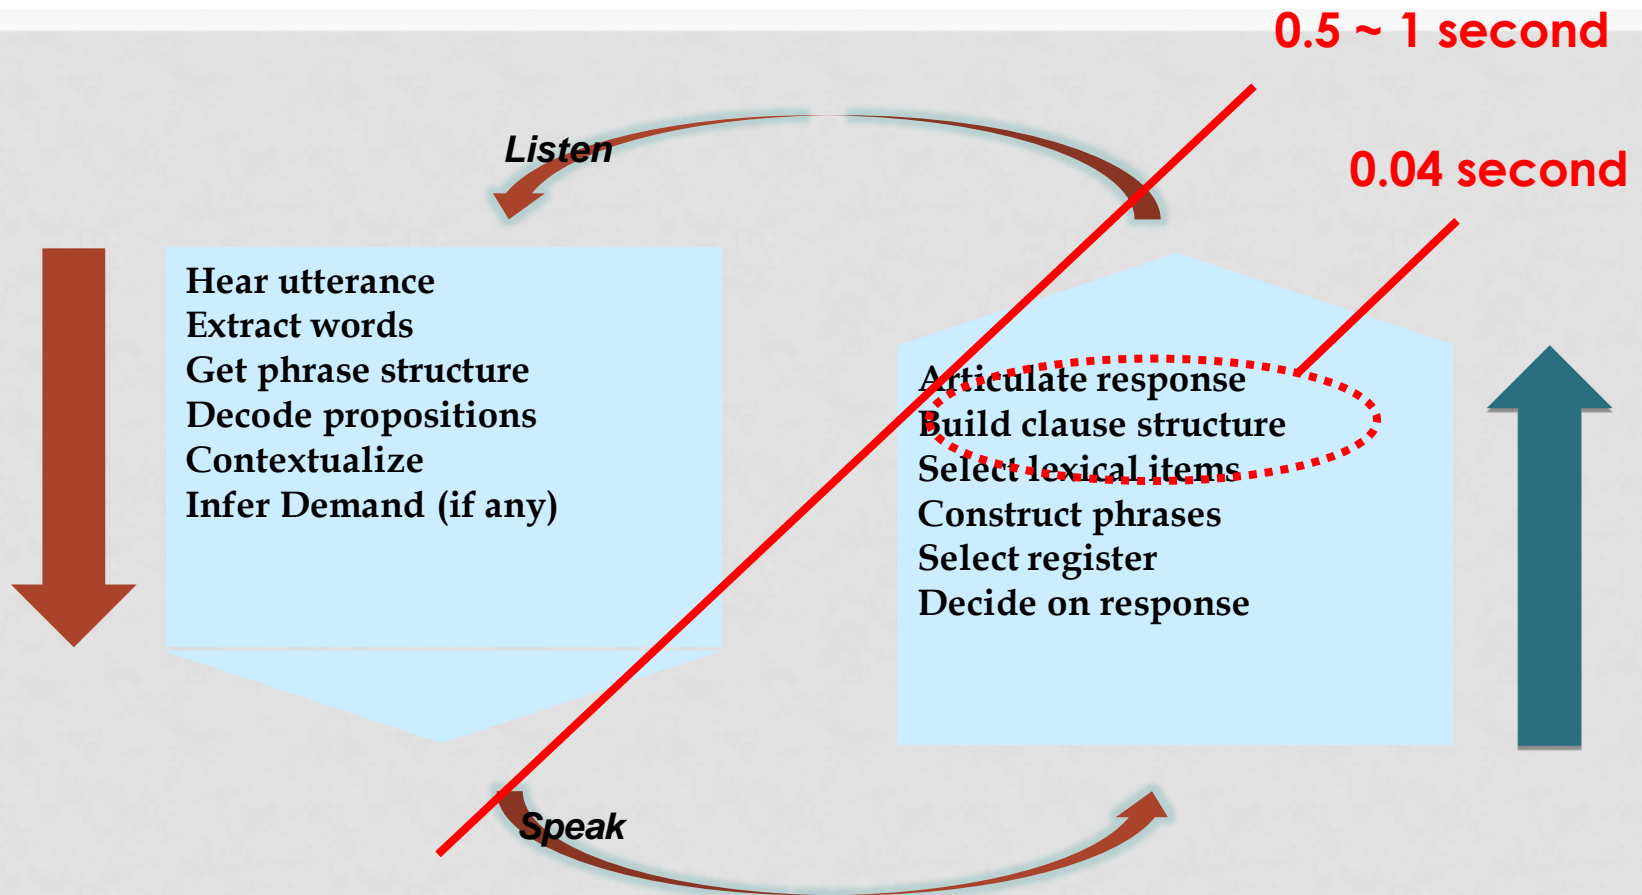 0.5 ~ 1 second
Listen
0.04 second
Hear utterance
Extract words
Get phrase structure
Decode propositions
Contextualize
Infer Demand (if any)
Articulate response
Build clause structure
Select lexical items
Construct phrases
Select register
Decide on response
Speak